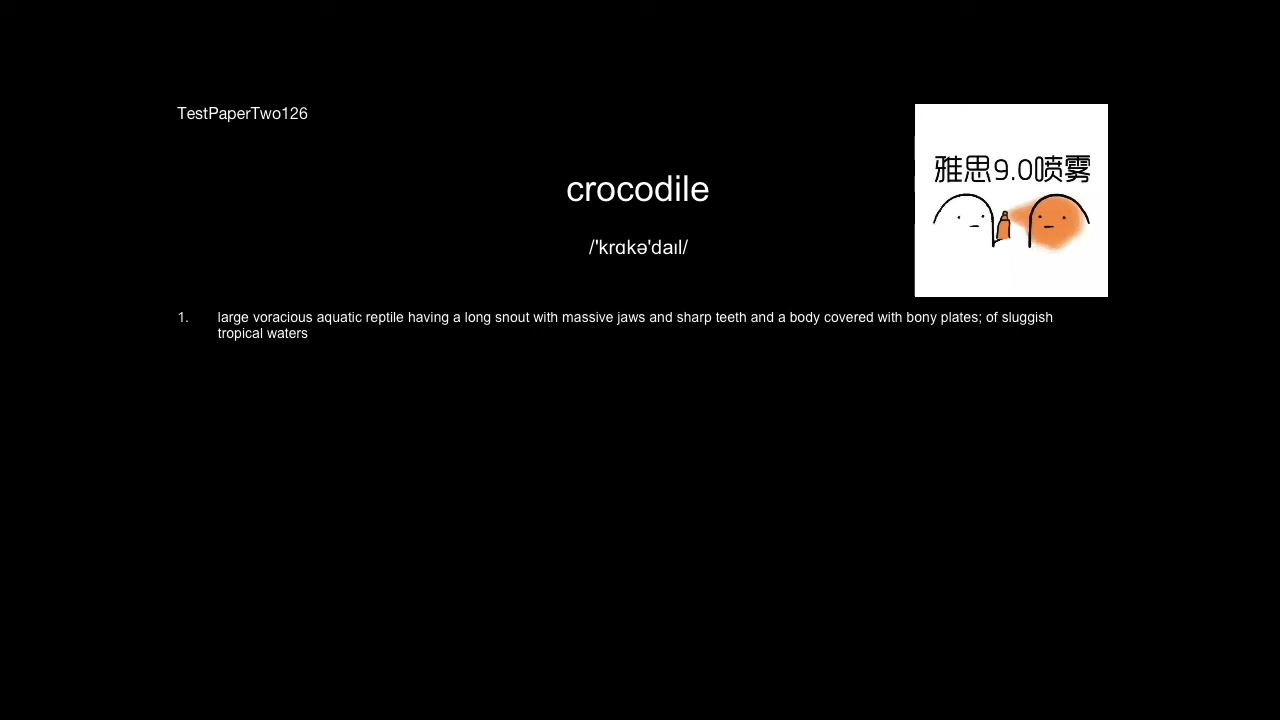 TestPaperTwo126
雅思9.0喷雾
crocodile
/'krɑkə'daɪl/
1. large voracious aquatic reptile having a long snout with massive jaws and sharp teeth and a body covered with bony plates; of sluggish
tropical waters